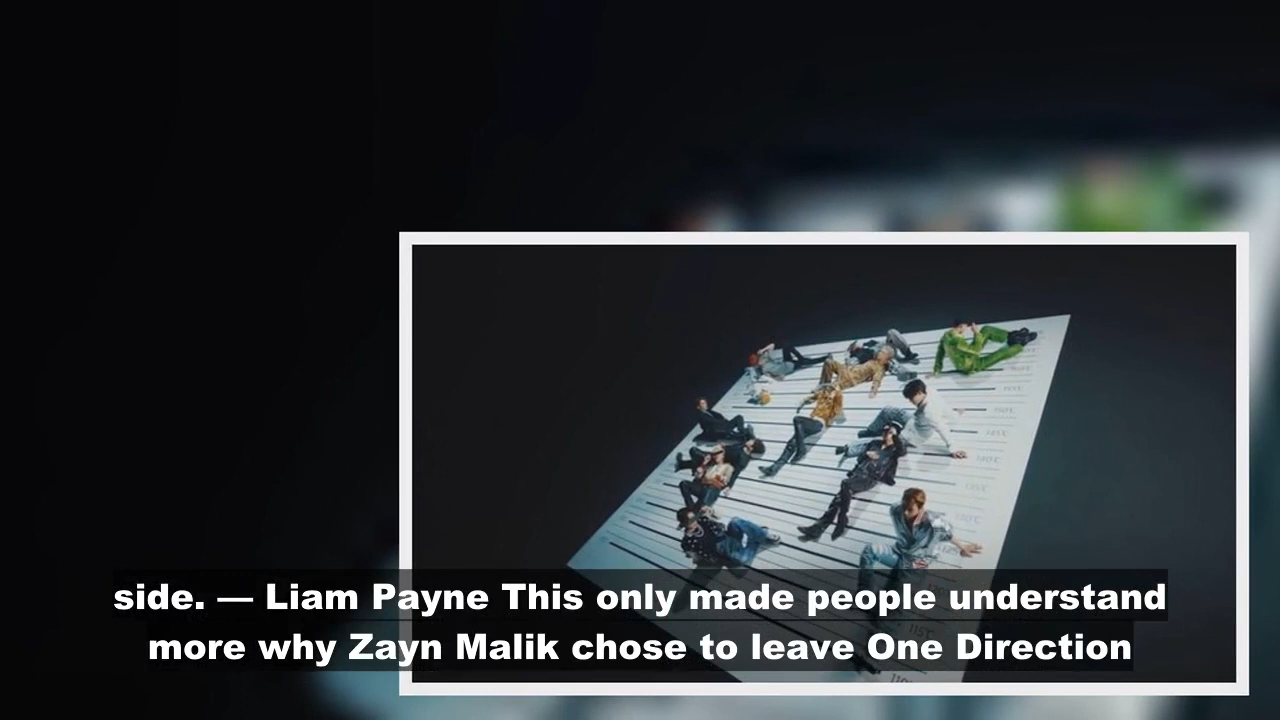 side. — Liam Payne This only made people understand
more why Zayn Malik chose to leave One Direction